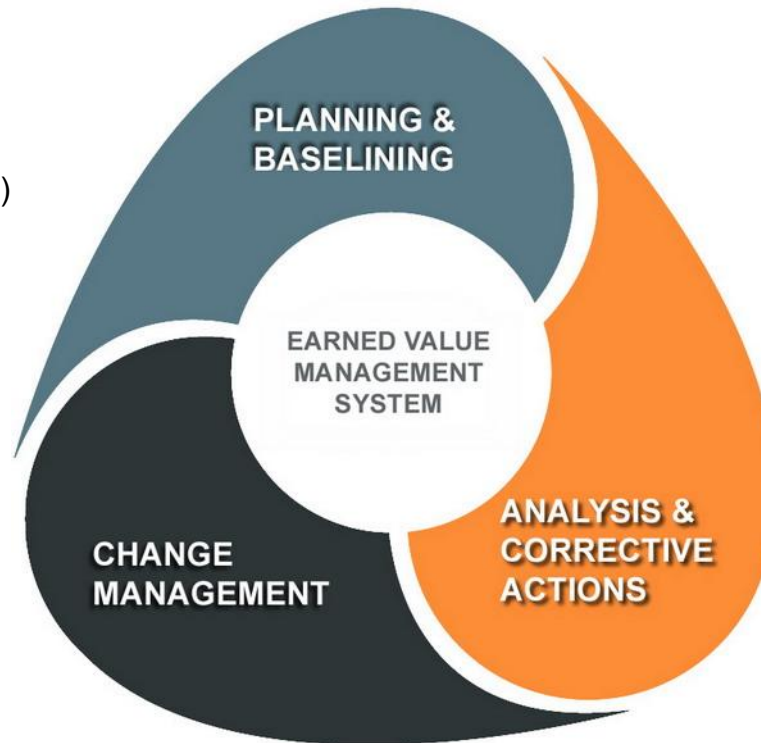 PLANNING &
BASELINING
)
EARNED VALUE
MANAGEMENT
SYSTEM
ANALYSIS &
CORRECTIVE
ACTIONS
CHANGE
MANAGEMENT